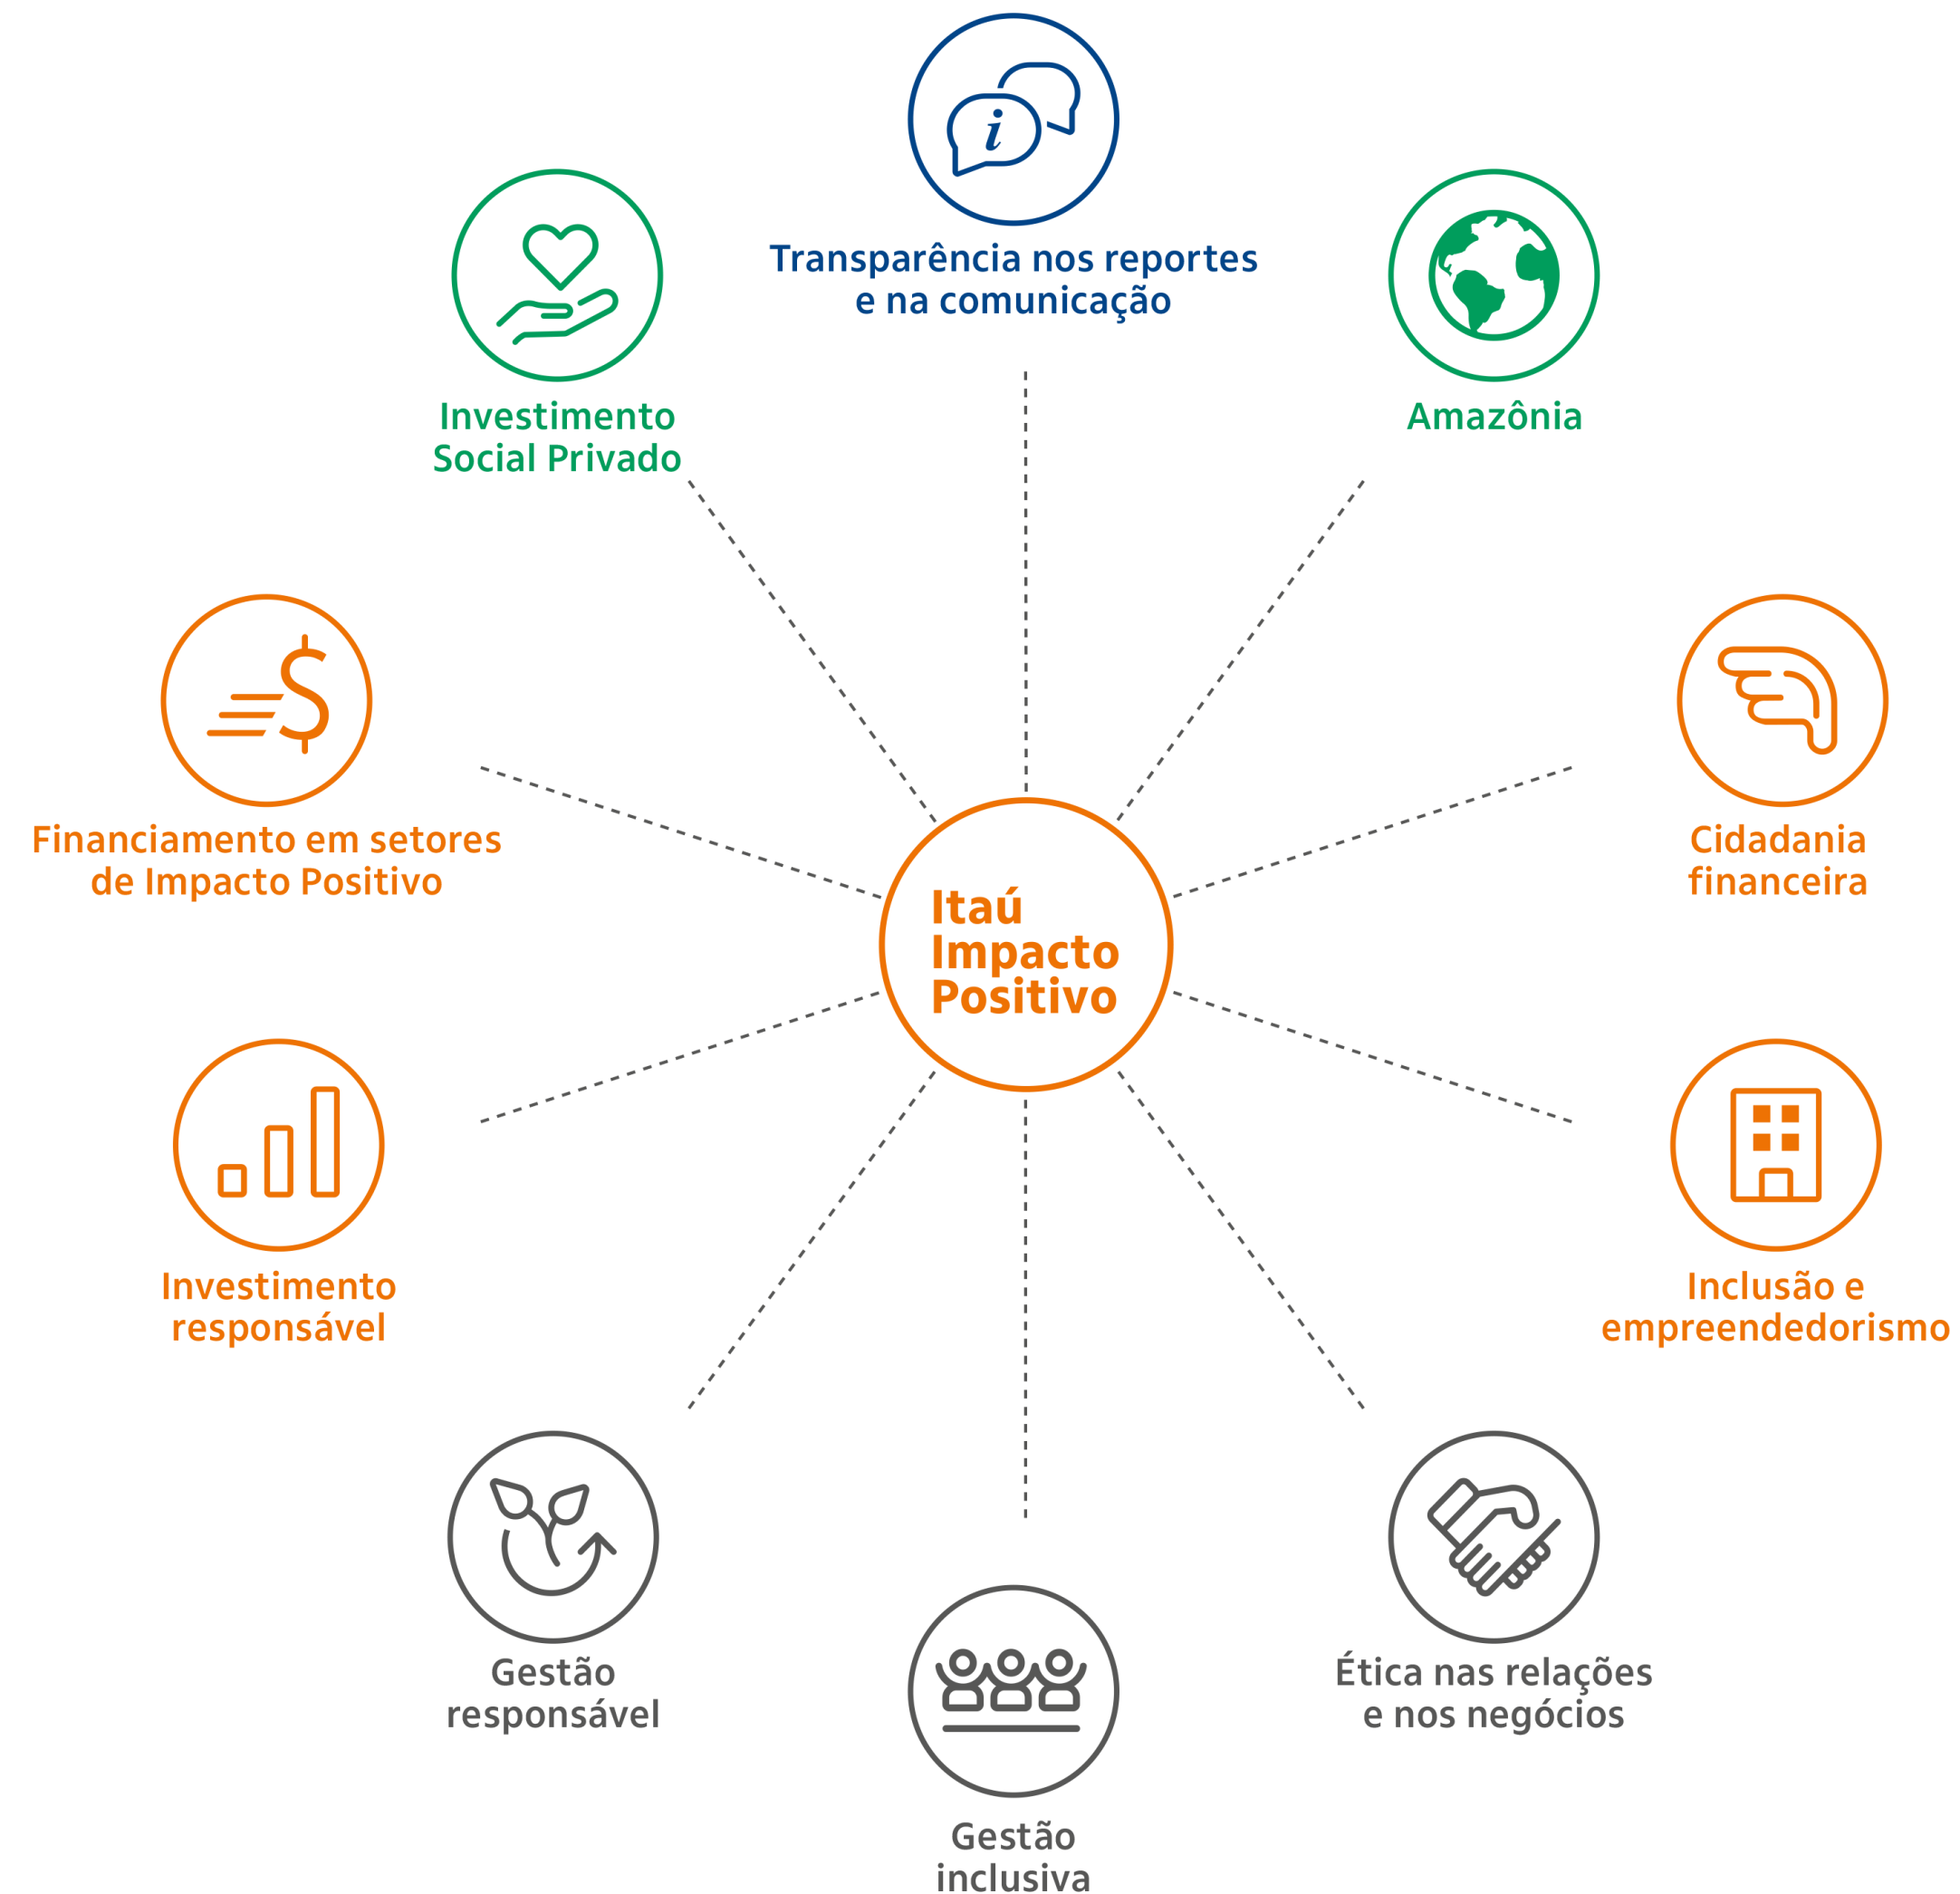 Transparência nos reportes
e na comunicação
Investimento
Social Privado
Amazônia
Financiamento em setores
de Impacto Positivo
Cidadania
financeira
Itaú
Impacto
Positivo
Investimento
responsável
Inclusão e
empreendedorismo
Gestão
responsável
Ética nas relações
e nos negócios
Gestão
inclusiva